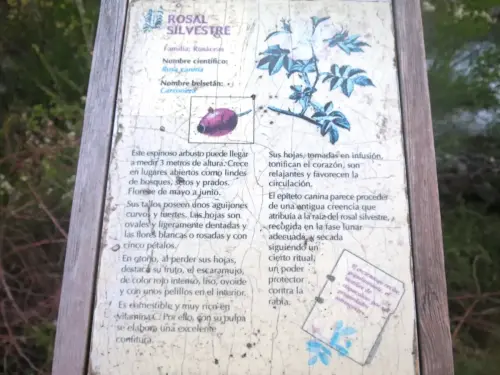 ROSAL
SILVESTRE
Familia: Rosáceas
Nombre científico:
Rosa canina
Nombre belsetán:
Este espinoso arbusto puede llegar
a medir 3 metros de altura. Crece
en lugares abiertos como lindes
de bosques, setos y prados.
Florece de mayo a junio.
Sus tallos poseen unos aguijones
curvos y fuertes. Las hojas son
ovales y ligeramente dentadas y
las flores blancas o rosadas y con
cinco pétalos.
En otoño, al perder sus hojas,
destaca su fruto, el escaramujo,
de color rojo intenso, liso, ovoide
y con unos pelillos en el interior.
Es comestible y muy rico en
vitamina C. Por ello, con su pulpa
se elabora una excelente
confitura.
Sus hojas, tomadas en infusión,
tonifican el corazón, son
relajantes y favorecen la
circulación.
El epíteto canina parece proceder
de una antigua creencia que
atribuía a la raíz del rosal silvestre,
recogida en la fase lunar
adecuada y secada
siguiendo un
cierto ritual,
un poder
protector
contra la
rabia.